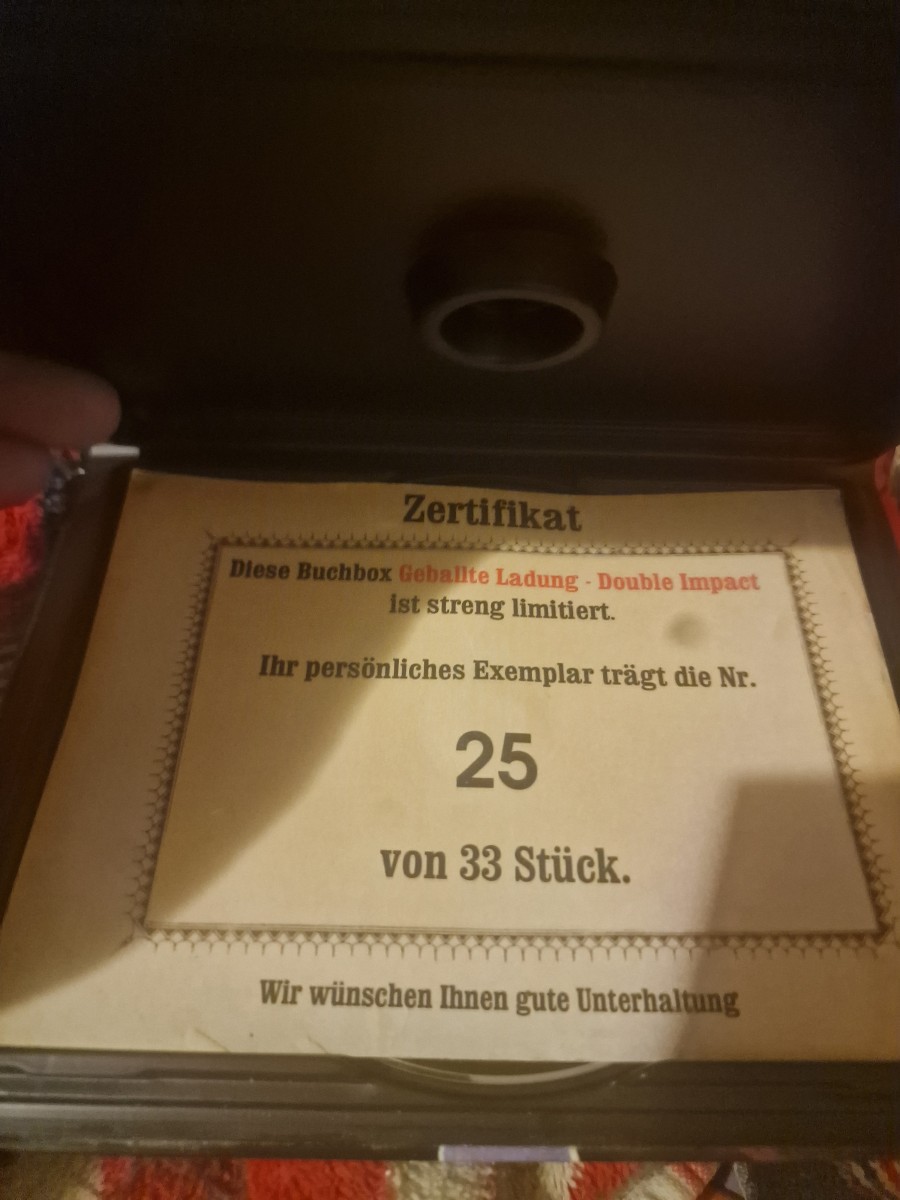 Zertifikat
Diese Buchbox Geballte Ladung - Double Impact
ist streng limitiert.
Ihr persönliches Exemplar trägt die Nr.
25
von 33 Stück.
Wir wünschen Ihnen gute Unterhaltung